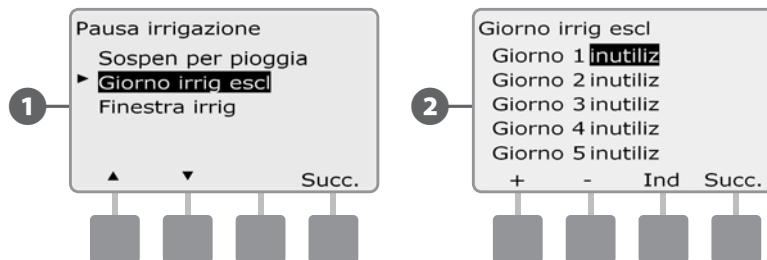 1
Pausa irrigazione
Sospen per pioggia
► Giorno irrig escl
Finestra irrig
▲ ▼ Succ.
2
Giorno irrig escl
Giorno 1 inutiliz
Giorno 2 inutiliz
Giorno 3 inutiliz
Giorno 4 inutiliz
Giorno 5 inutiliz
+ - Ind Succ.